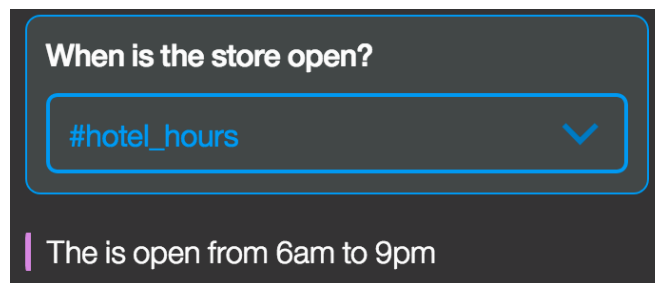 When is the store open?
#hotel_hours
The is open from 6am to 9pm